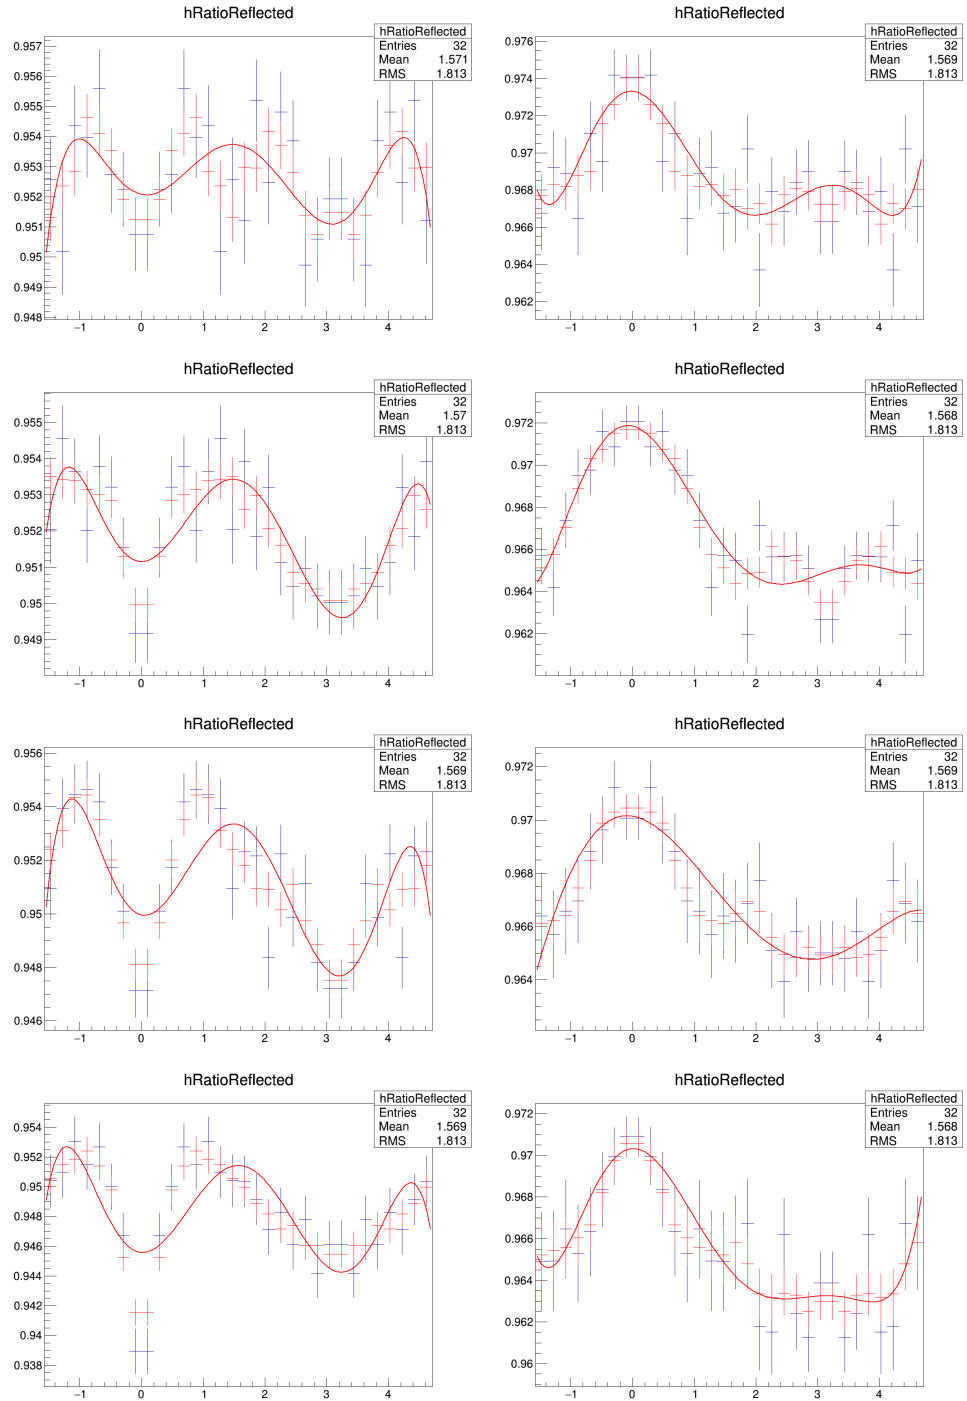 hRatioReflected
hRatioReflected
Entries 32
Mean 1.571
RMS 1.813
0.957
0.956
0.955
0.954
0.953
0.952
0.951
0.95
0.949
0.948
−1 0 1 2 3 4
hRatioReflected
hRatioReflected
Entries 32
Mean 1.569
RMS 1.813
0.976
0.974
0.972
0.97
0.968
0.966
0.964
0.962
−1 0 1 2 3 4
hRatioReflected
hRatioReflected
Entries 32
Mean 1.57
RMS 1.813
0.955
0.954
0.953
0.952
0.951
0.95
0.949
−1 0 1 2 3 4
hRatioReflected
hRatioReflected
Entries 32
Mean 1.568
RMS 1.813
0.972
0.97
0.968
0.966
0.964
0.962
−1 0 1 2 3 4
hRatioReflected
hRatioReflected
Entries 32
Mean 1.569
RMS 1.813
0.956
0.954
0.952
0.95
0.948
0.946
−1 0 1 2 3 4
hRatioReflected
hRatioReflected
Entries 32
Mean 1.569
RMS 1.813
0.972
0.97
0.968
0.966
0.964
−1 0 1 2 3 4
hRatioReflected
hRatioReflected
Entries 32
Mean 1.569
RMS 1.813
0.954
0.952
0.95
0.948
0.946
0.944
0.942
0.94
0.938
−1 0 1 2 3 4
hRatioReflected
hRatioReflected
Entries 32
Mean 1.568
RMS 1.813
0.972
0.97
0.968
0.966
0.964
0.962
0.96
−1 0 1 2 3 4